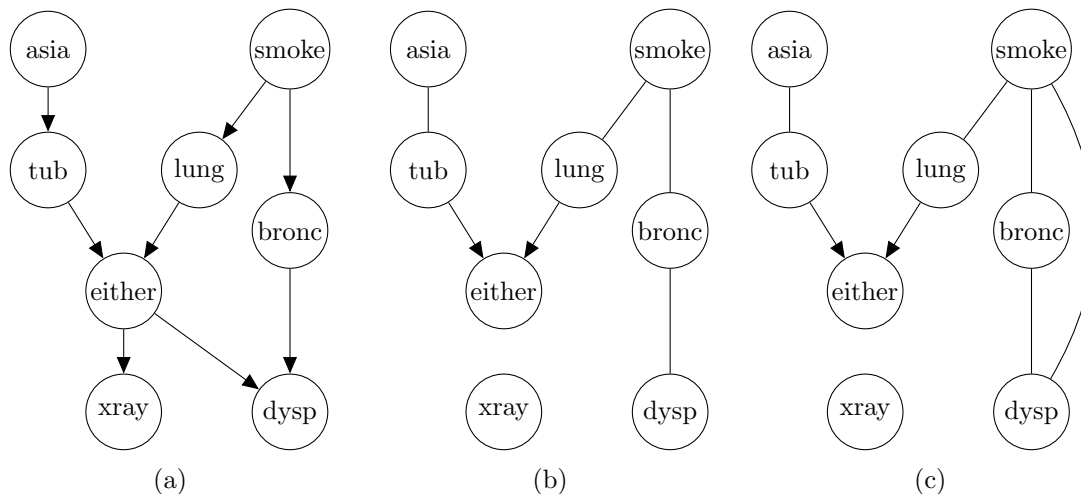 asia smoke asia smoke asia smoke
tub lung tub lung tub lung
bronc bronc bronc
either either either
xray dysp xray dysp xray dysp
(a) (b) (c)